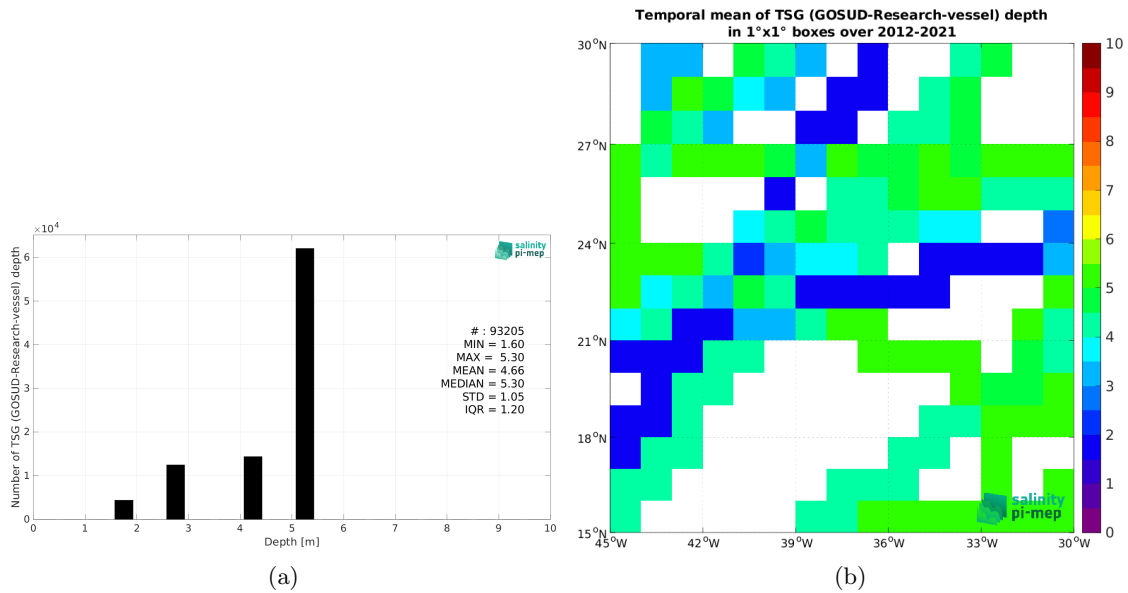 Temporal mean of TSG (GOSUD-Research-vessel) depth
in 1°x1° boxes over 2012-2021
×10⁴
Number of TSG (GOSUD-Research-vessel) depth
6
5
4
3
2
1
0
0 1 2 3 4 5 6 7 8 9 10
Depth [m]
salinity
pi-mep
# : 93205
MIN = 1.60
MAX = 5.30
MEAN = 4.66
MEDIAN = 5.30
STD = 1.05
IQR = 1.20
(a)
30°N
27°N
24°N
21°N
18°N
15°N
45°W 42°W 39°W 36°W 33°W 30°W
salinity
pi-mep
10
9
8
7
6
5
4
3
2
1
0
(b)